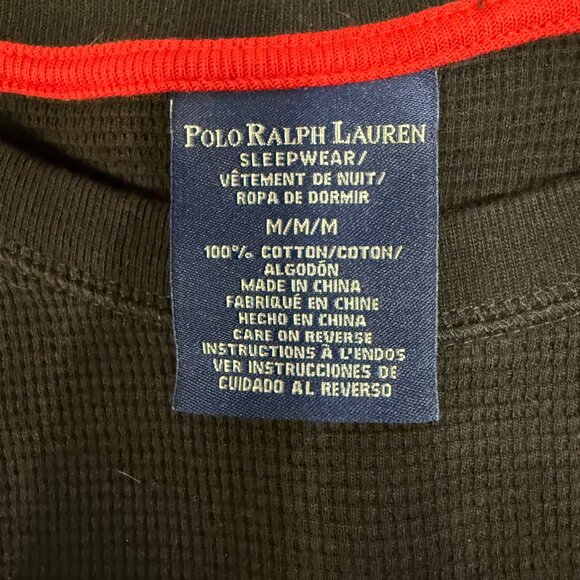 POLO RALPH LAUREN
SLEEPWEAR/
VÊTEMENT DE NUIT/
ROPA DE DORMIR
M/M/M
100% COTTON/COTON/
ALGODÓN
MADE IN CHINA
FABRIQUÉ EN CHINE
HECHO EN CHINA
CARE ON REVERSE
INSTRUCTIONS À L'ENDOS
VER INSTRUCCIONES DE
CUIDADO AL REVERSO